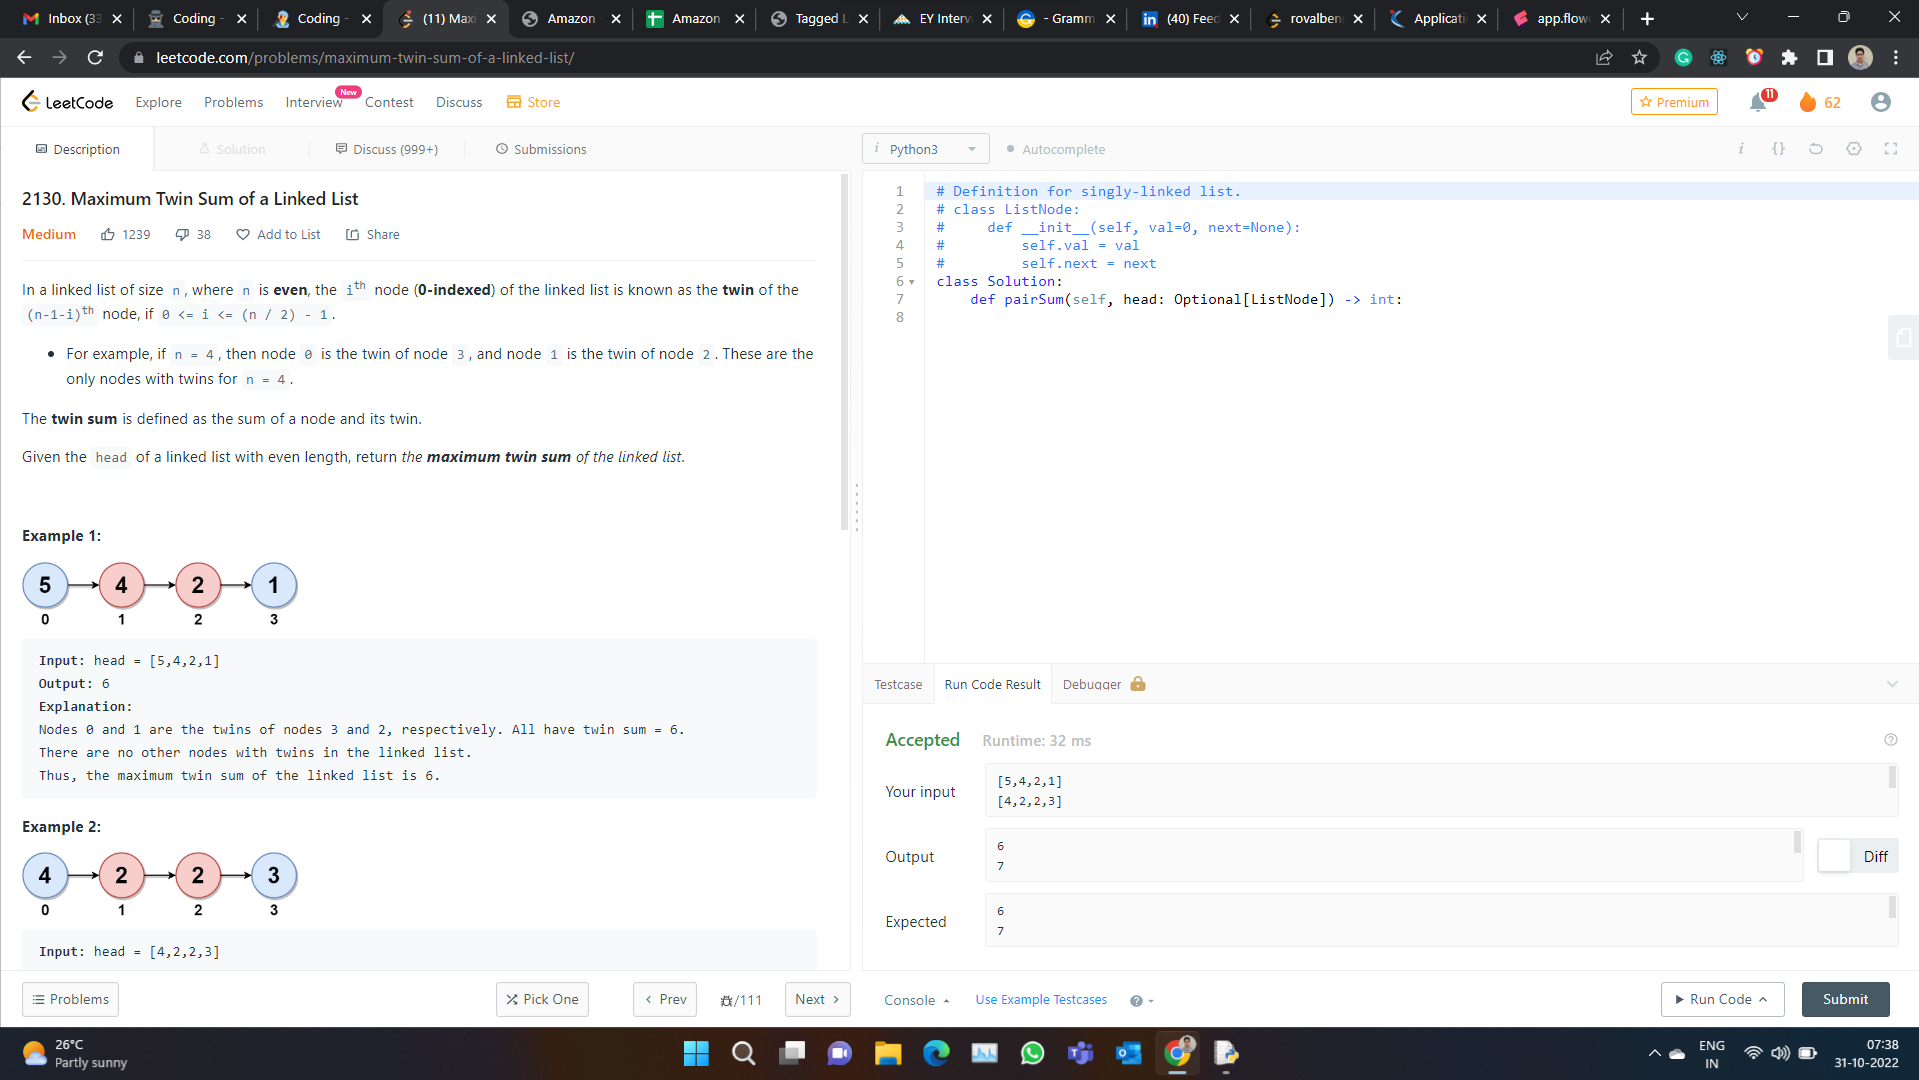 Inbox (33
Coding -
Coding -
(11) Maxi
Amazon
Amazon
Tagged L
EY Interv
- Gramm
(40) Feed
rovalben
Applicati
app.flow
leetcode.com/problems/maximum-twin-sum-of-a-linked-list/
LeetCode
Explore
Problems
Interview
New
Contest
Discuss
Store
Premium
11
62
Description
Solution
Discuss (999+)
Submissions
i Python3
Autocomplete
i {}
2130. Maximum Twin Sum of a Linked List
Medium
1239
38
Add to List
Share
In a linked list of size n, where n is even, the ith node (0-indexed) of the linked list is known as the twin of the
(n-1-i)th node, if 0 <= i <= (n / 2) - 1.
• For example, if n = 4, then node 0 is the twin of node 3, and node 1 is the twin of node 2. These are the
only nodes with twins for n = 4.
The twin sum is defined as the sum of a node and its twin.
Given the head of a linked list with even length, return the maximum twin sum of the linked list.
Example 1:
5 4 2 1
0 1 2 3
Input: head = [5,4,2,1]
Output: 6
Explanation:
Nodes 0 and 1 are the twins of nodes 3 and 2, respectively. All have twin sum = 6.
There are no other nodes with twins in the linked list.
Thus, the maximum twin sum of the linked list is 6.
Example 2:
4 2 2 3
0 1 2 3
Input: head = [4,2,2,3]
1 # Definition for singly-linked list.
2 # class ListNode:
3 #     def __init__(self, val=0, next=None):
4 #         self.val = val
5 #         self.next = next
6 class Solution:
7     def pairSum(self, head: Optional[ListNode]) -> int:
8
Testcase
Run Code Result
Debugger
Accepted
Runtime: 32 ms
Your input
[5,4,2,1]
[4,2,2,3]
Output
6
7
Diff
Expected
6
7
Problems
Pick One
Prev
/111
Next
Console
Use Example Testcases
Run Code
Submit
26°C
Partly sunny
ENG
IN
07:38
31-10-2022